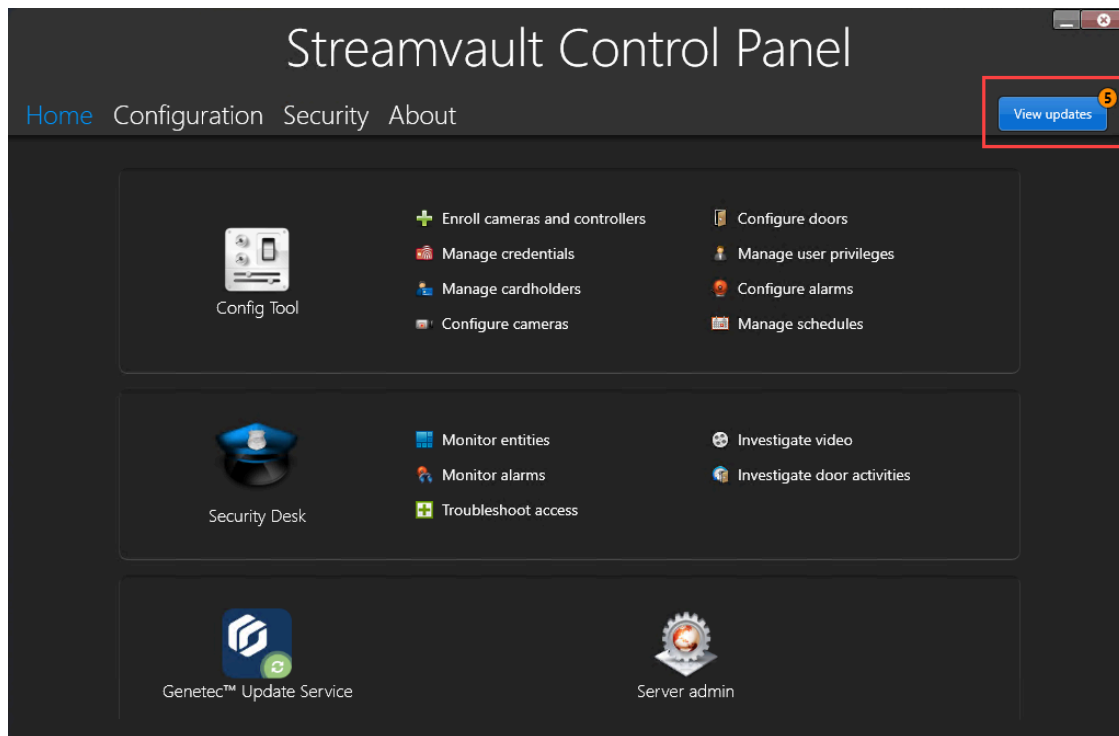 Streamvault Control Panel
Home Configuration Security About
View updates
5
Config Tool
Enroll cameras and controllers
Manage credentials
Manage cardholders
Configure cameras
Configure doors
Manage user privileges
Configure alarms
Manage schedules
Security Desk
Monitor entities
Monitor alarms
Troubleshoot access
Investigate video
Investigate door activities
Genetec™ Update Service
Server admin